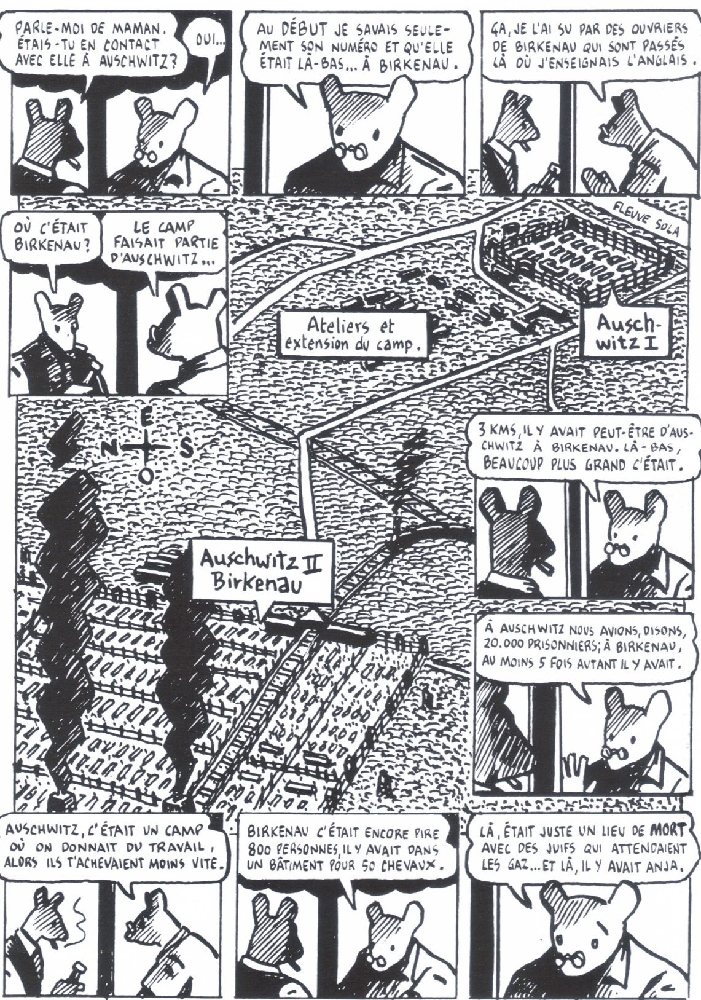 PARLE-MOI DE MAMAN.
ÉTAIS-TU EN CONTACT
AVEC ELLE À AUSCHWITZ?
OUI...
AU DÉBUT JE SAVAIS SEULE-
MENT SON NUMÉRO ET QU'ELLE
ÉTAIT LÀ-BAS... À BIRKENAU.
ÇA, JE L'AI SU PAR DES OUVRIERS
DE BIRKENAU QUI SONT PASSÉS
LÀ OÙ J'ENSEIGNAIS L'ANGLAIS.
OÙ C'ÉTAIT
BIRKENAU?
LE CAMP
FAISAIT PARTIE
D'AUSCHWITZ...
FLEUVE SOLA
Ateliers et
extension du camp.
Ausch-
witz I
E
N S
O
3 KMS, IL Y AVAIT PEUT-ÊTRE D'AUS-
CHWITZ À BIRKENAU. LÀ-BAS,
BEAUCOUP PLUS GRAND C'ÉTAIT.
Auschwitz II
Birkenau
À AUSCHWITZ NOUS AVIONS, DISONS,
20.000 PRISONNIERS; À BIRKENAU,
AU MOINS 5 FOIS AUTANT IL Y AVAIT.
AUSCHWITZ, C'ÉTAIT UN CAMP
OÙ ON DONNAIT DU TRAVAIL,
ALORS ILS T'ACHEVAIENT MOINS VITE.
BIRKENAU C'ÉTAIT ENCORE PIRE
800 PERSONNES, IL Y AVAIT DANS
UN BÂTIMENT POUR 50 CHEVAUX.
LÀ, ÉTAIT JUSTE UN LIEU DE MORT
AVEC DES JUIFS QUI ATTENDAIENT
LES GAZ... ET LÀ, IL Y AVAIT ANJA.